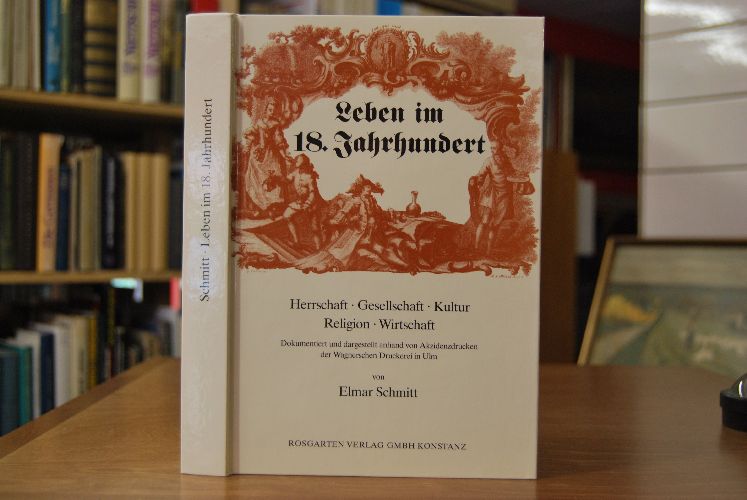 Schmitt · Leben im 18. Jahrhundert
Leben im
18. Jahrhundert
Herrschaft · Gesellschaft · Kultur
Religion · Wirtschaft
Dokumentiert und dargestellt anhand von Akzidenzdrucken
der Wagnerschen Druckerei in Ulm
von
Elmar Schmitt
ROSGARTEN VERLAG GMBH KONSTANZ